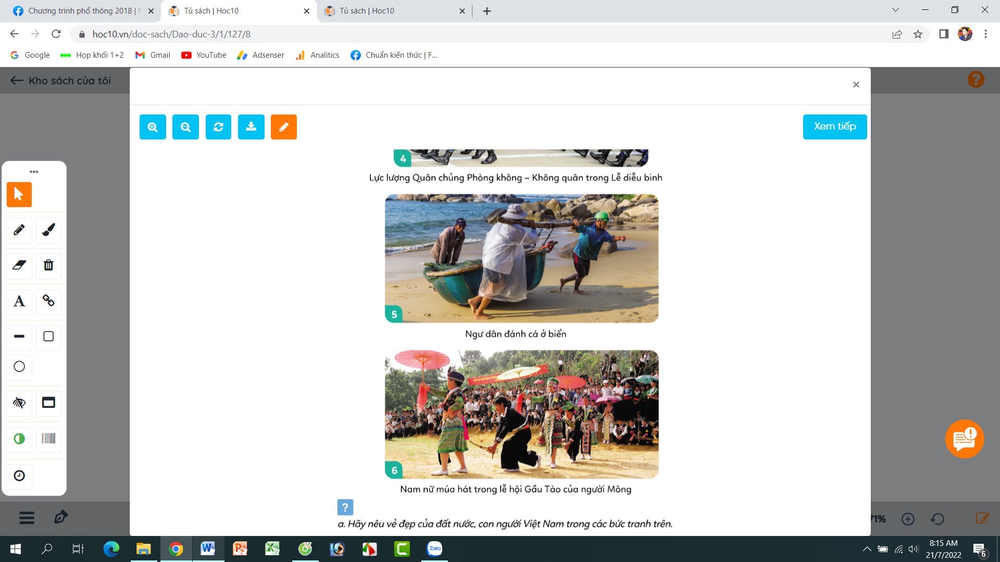 Chương trình phổ thông 2018 | F
Tủ sách | Hoc10
Tủ sách | Hoc10
hoc10.vn/doc-sach/Dao-duc-3/1/127/8
Google
Họp khối 1+2
Gmail
YouTube
Adsenser
Analitics
Chuẩn kiến thức | F...
Kho sách của tôi
Xem tiếp
4
Lực lượng Quân chủng Phòng không – Không quân trong Lễ diễu binh
5
Ngư dân đánh cá ở biển
6
Nam nữ múa hát trong lễ hội Gầu Tào của người Mông
?
a. Hãy nêu vẻ đẹp của đất nước, con người Việt Nam trong các bức tranh trên.
71%
Zalo
8:15 AM
21/7/2022
6